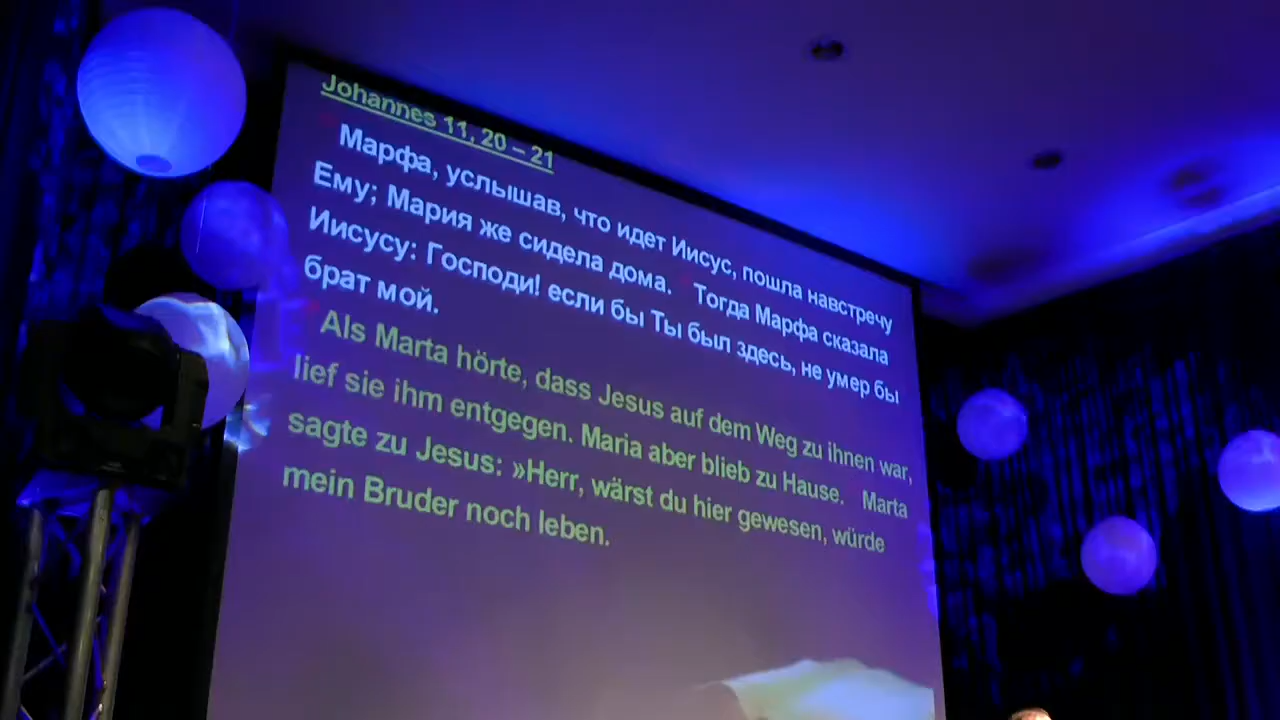 Johannes 11, 20 – 21
Марфа, услышав, что идет Иисус, пошла навстречу
Ему; Мария же сидела дома. Тогда Марфа сказала
Иисусу: Господи! если бы Ты был здесь, не умер бы
брат мой.
Als Marta hörte, dass Jesus auf dem Weg zu ihnen war,
lief sie ihm entgegen. Maria aber blieb zu Hause. Marta
sagte zu Jesus: »Herr, wärst du hier gewesen, würde
mein Bruder noch leben.